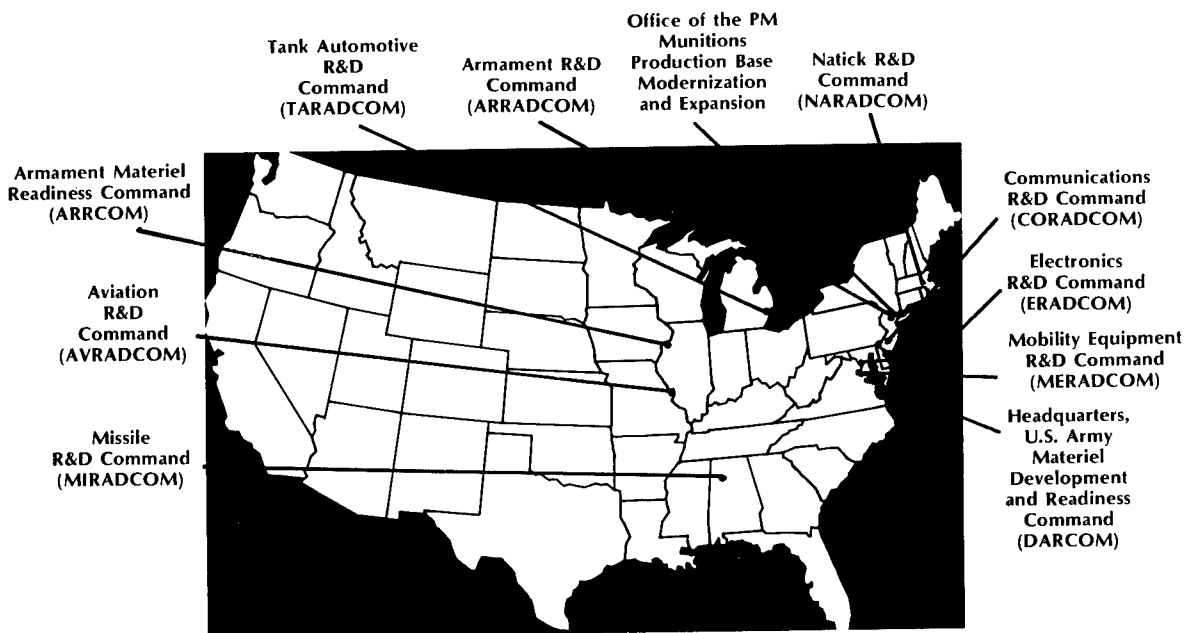 Tank Automotive
R&D
Command
(TARADCOM)
Armament R&D
Command
(ARRADCOM)
Office of the PM
Munitions
Production Base
Modernization
and Expansion
Natick R&D
Command
(NARADCOM)
Armament Materiel
Readiness Command
(ARRCOM)
Aviation
R&D
Command
(AVRADCOM)
Missile
R&D Command
(MIRADCOM)
Communications
R&D Command
(CORADCOM)
Electronics
R&D Command
(ERADCOM)
Mobility Equipment
R&D Command
(MERADCOM)
Headquarters,
U.S. Army
Materiel
Development
and Readiness
Command
(DARCOM)